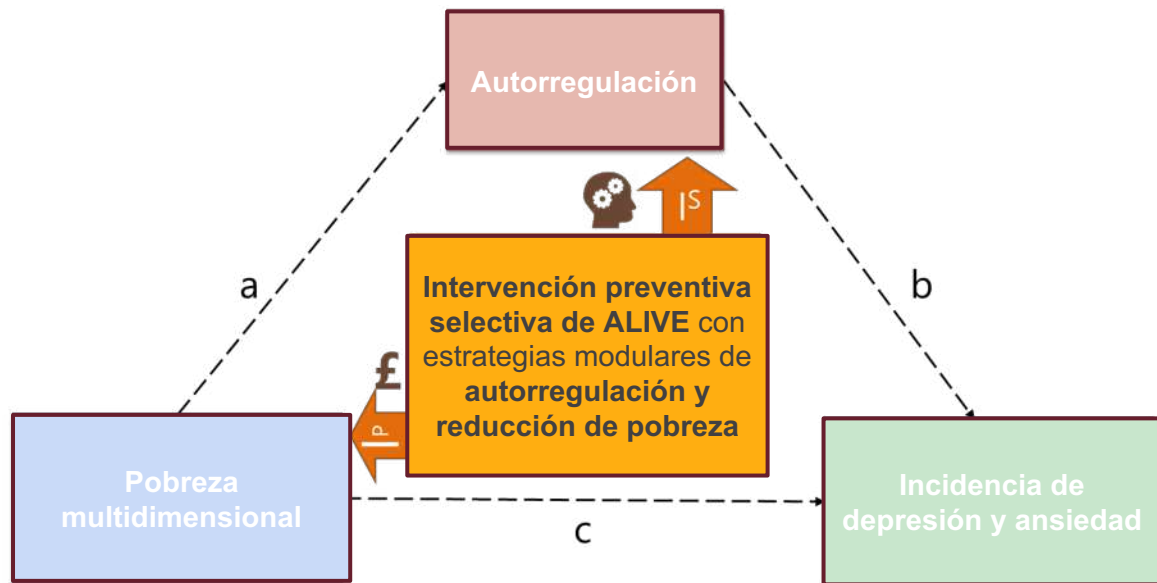 Autorregulación
I^S
a
b
Intervención preventiva
selectiva de ALIVE con
estrategias modulares de
autorregulación y
reducción de pobreza
£
I^P
Pobreza
multidimensional
Incidencia de
depresión y ansiedad
c